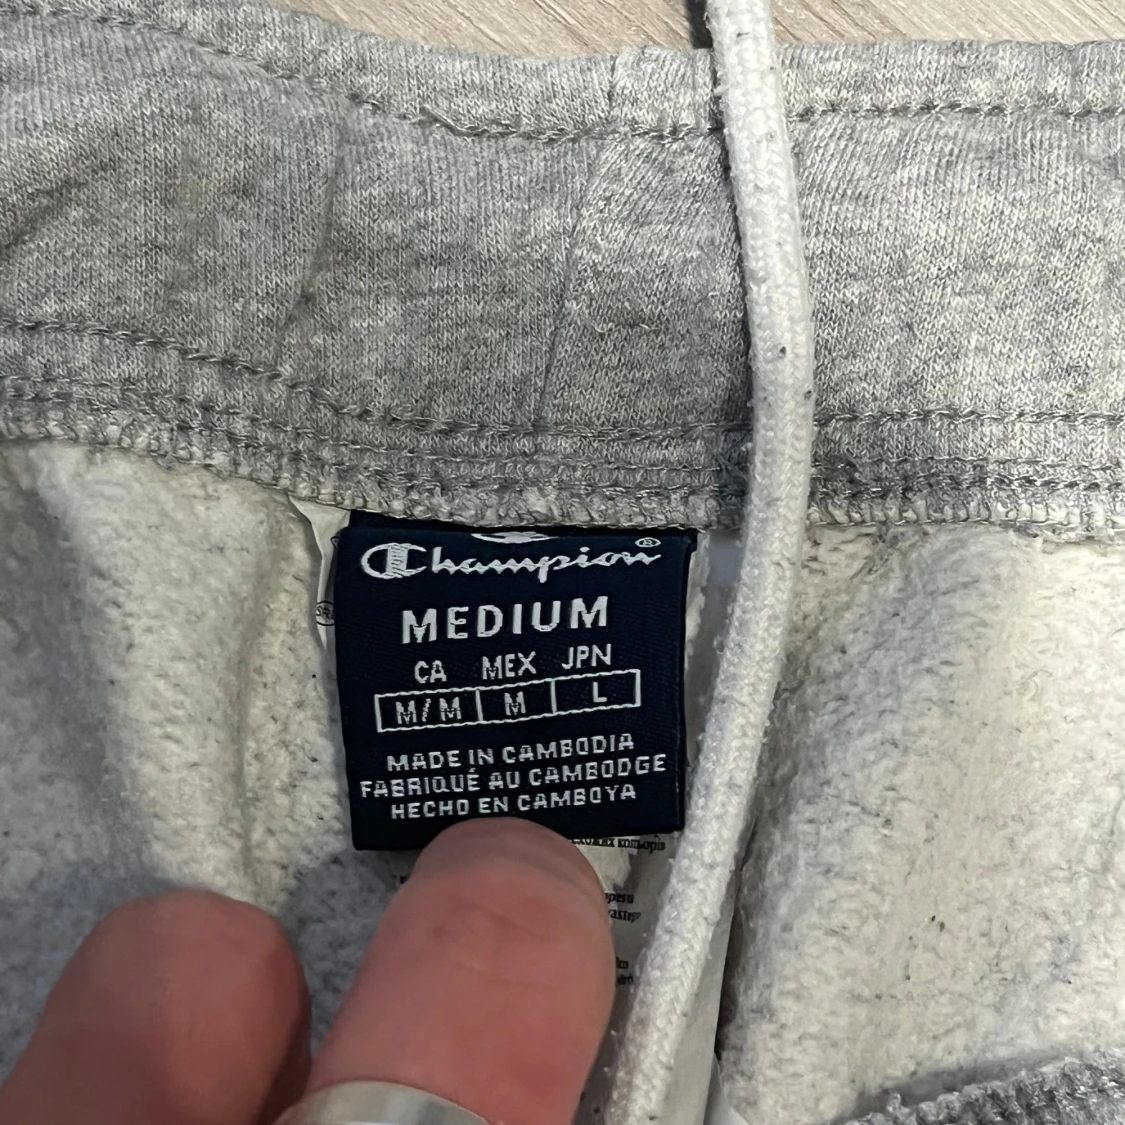 Champion®
MEDIUM
CA MEX JPN
M/M M L
MADE IN CAMBODIA
FABRIQUÉ AU CAMBODGE
HECHO EN CAMBOYA